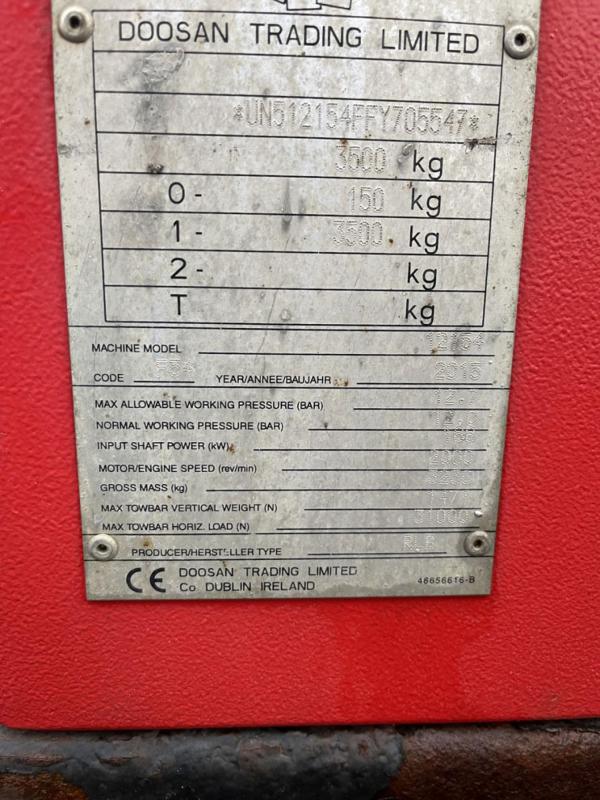 DOOSAN TRADING LIMITED
*UN512154FFY705547*
3500 kg
0- 150 kg
1- 3500 kg
2- kg
T kg
MACHINE MODEL 12154
CODE YEAR/ANNEE/BAUJAHR 2015
MAX ALLOWABLE WORKING PRESSURE (BAR)
NORMAL WORKING PRESSURE (BAR)
INPUT SHAFT POWER (kW)
MOTOR/ENGINE SPEED (rev/min)
GROSS MASS (kg)
MAX TOWBAR VERTICAL WEIGHT (N)
MAX TOWBAR HORIZ. LOAD (N)
PRODUCER/HERSTELLER TYPE
CE DOOSAN TRADING LIMITED
Co DUBLIN IRELAND
46656616-B